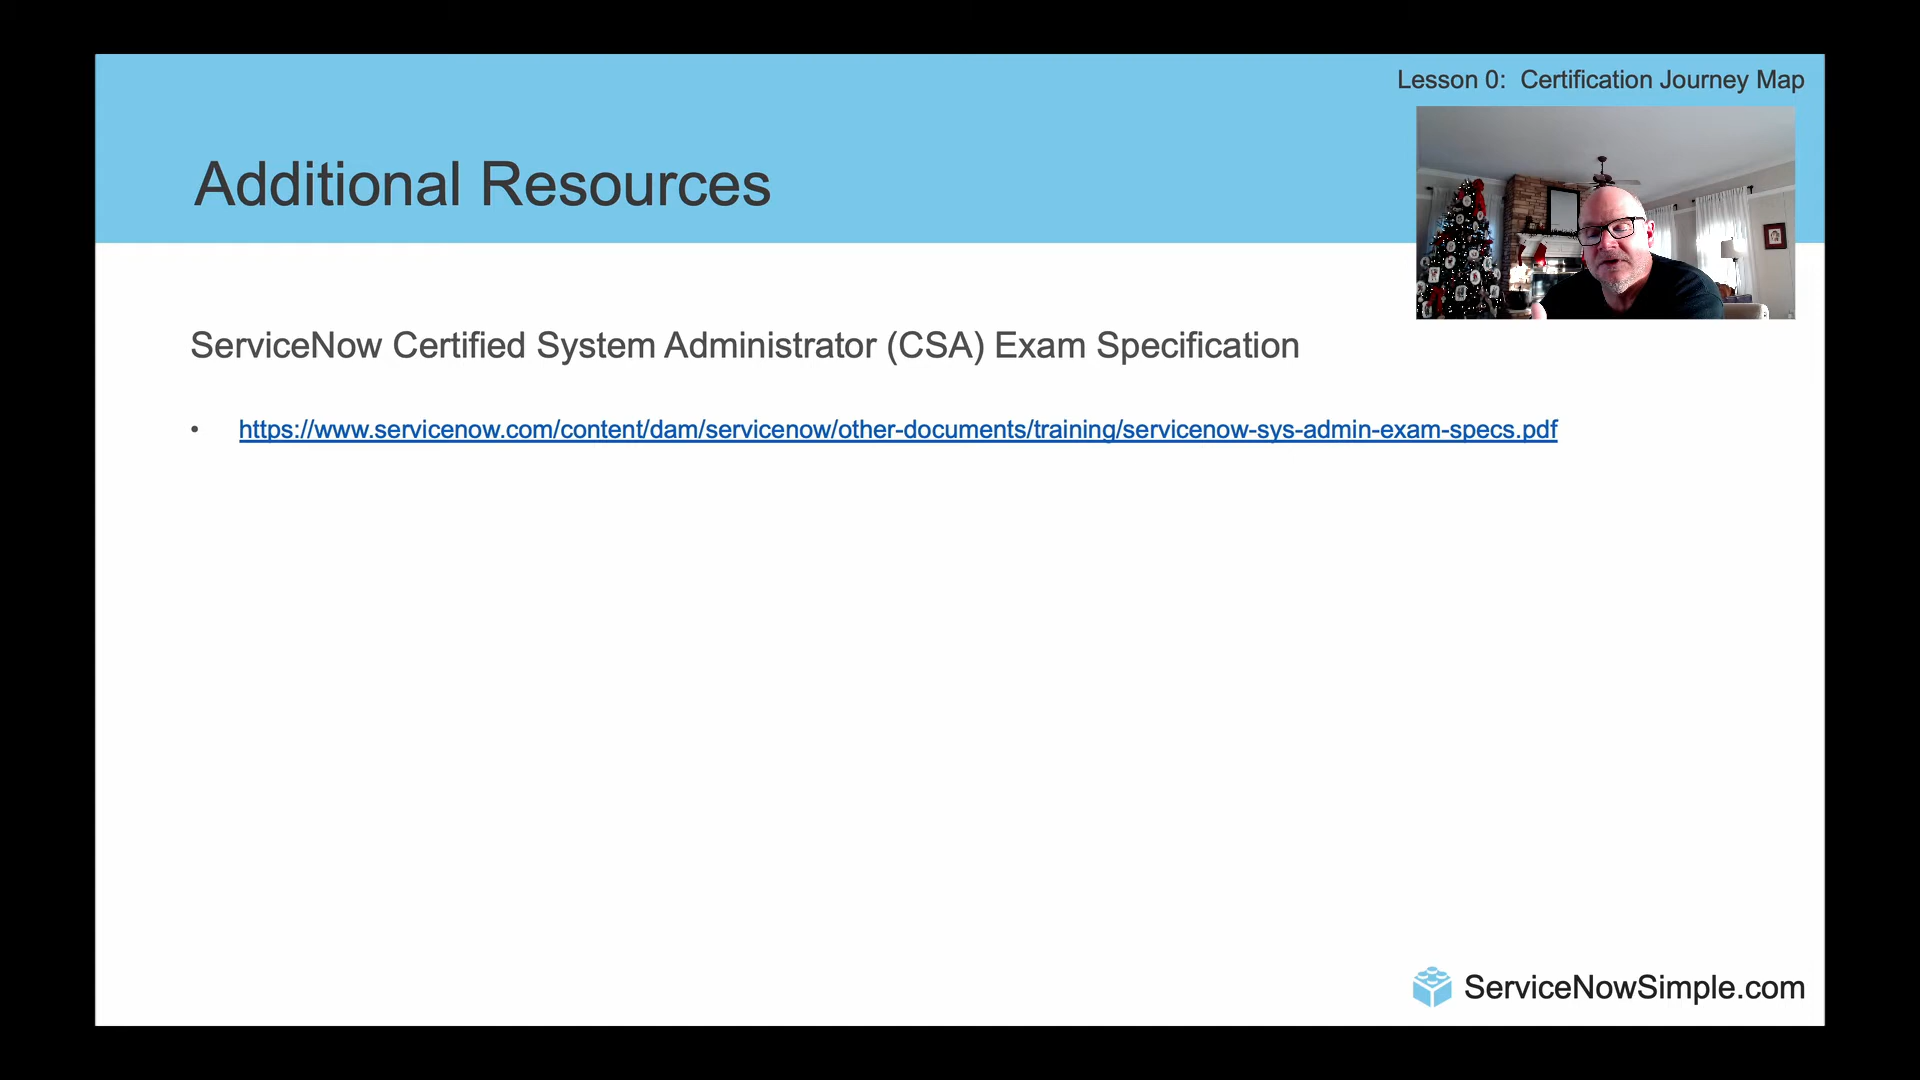 Lesson 0: Certification Journey Map
Additional Resources
ServiceNow Certified System Administrator (CSA) Exam Specification
• https://www.servicenow.com/content/dam/servicenow/other-documents/training/servicenow-sys-admin-exam-specs.pdf
ServiceNowSimple.com